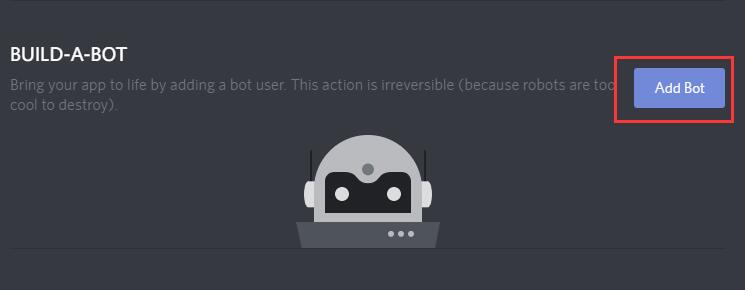 BUILD-A-BOT
Bring your app to life by adding a bot user. This action is irreversible (because robots are too
cool to destroy).
Add Bot